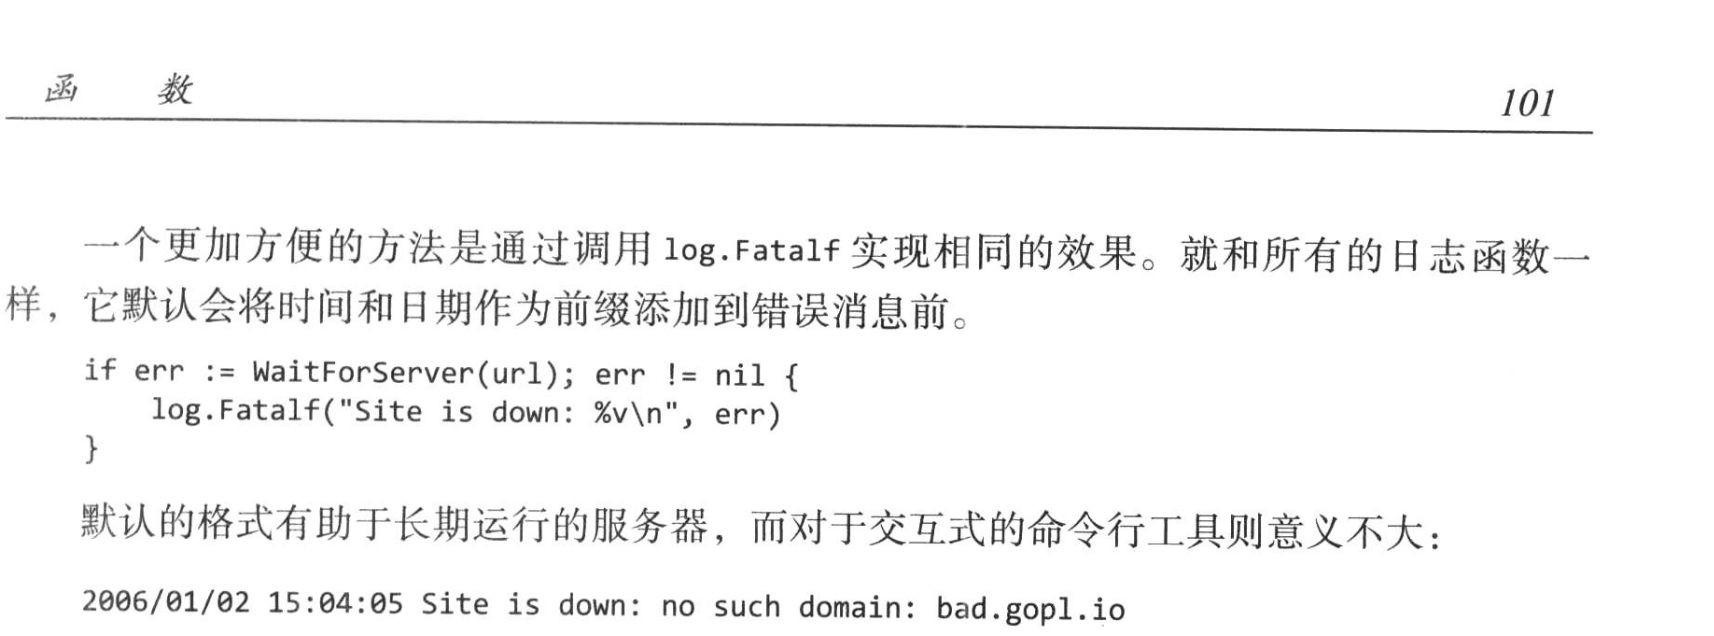 函 数 101
一个更加方便的方法是通过调用 log.Fatalf 实现相同的效果。就和所有的日志函数一
样，它默认会将时间和日期作为前缀添加到错误消息前。
if err := WaitForServer(url); err != nil {
    log.Fatalf("Site is down: %v\n", err)
}
默认的格式有助于长期运行的服务器，而对于交互式的命令行工具则意义不大：
2006/01/02 15:04:05 Site is down: no such domain: bad.gopl.io